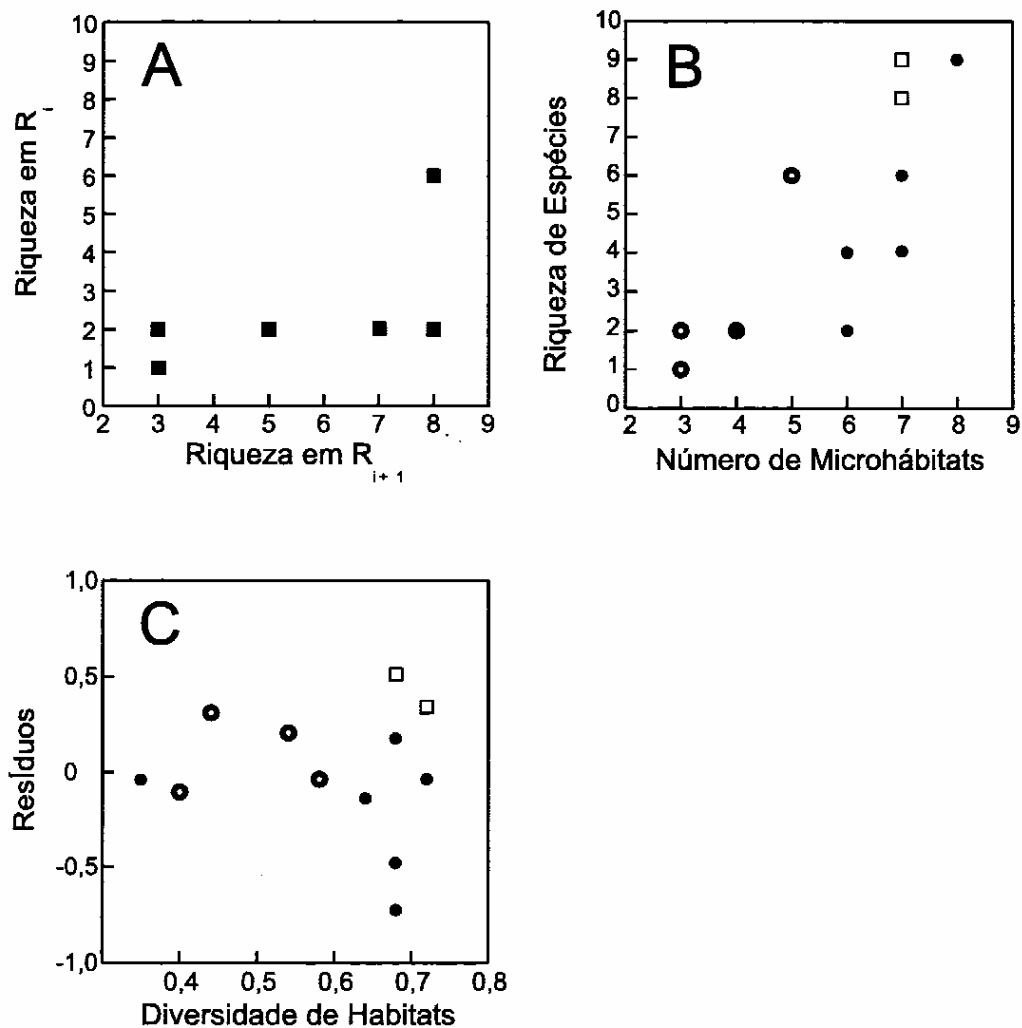 A
10
9
8
7
6
5
4
3
2
1
0
2 3 4 5 6 7 8 9
Riqueza em R i
Riqueza em R i+1
B
10
9
8
7
6
5
4
3
2
1
0
2 3 4 5 6 7 8 9
Riqueza de Espécies
Número de Microhábitats
C
1,0
0,5
0
-0,5
-1,0
0,4 0,5 0,6 0,7 0,8
Resíduos
Diversidade de Habitats